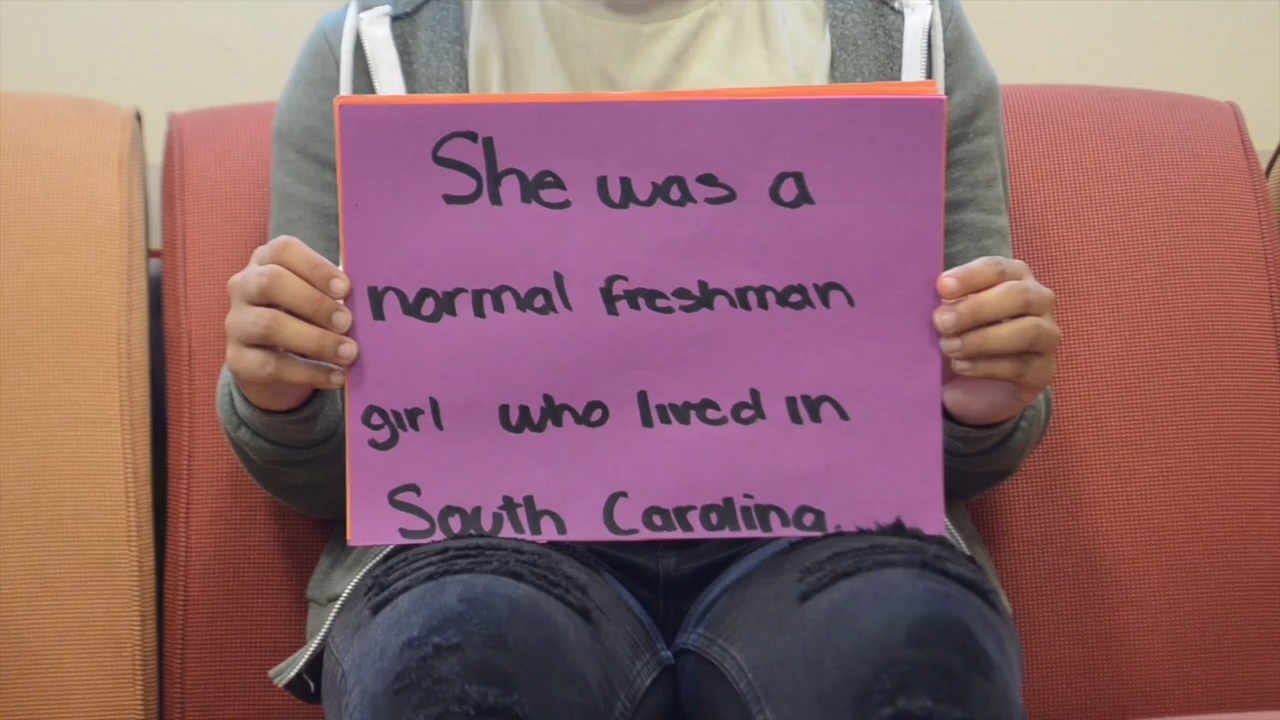 She was a
normal freshman
girl who lived in
South Carolina.